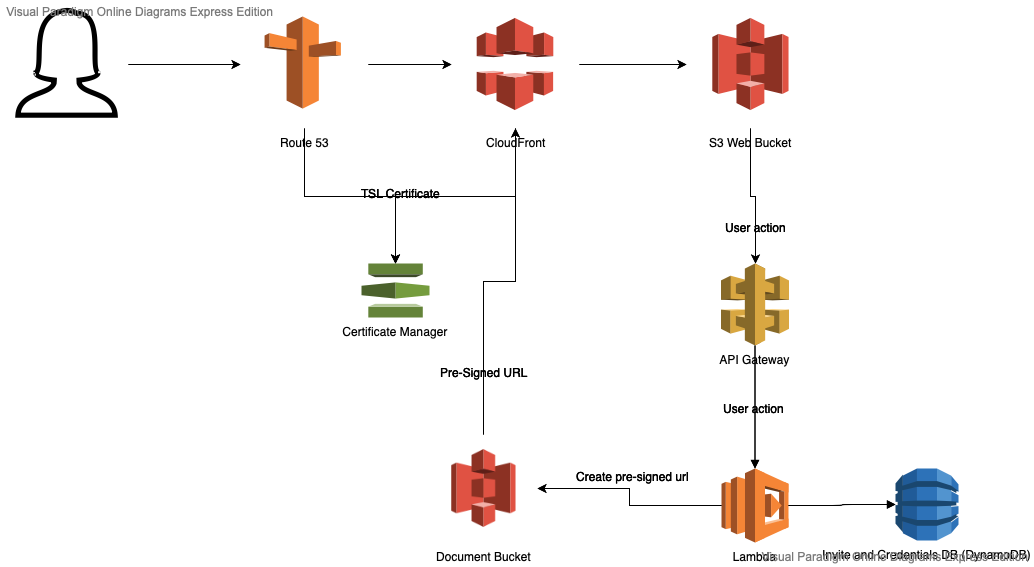 Visual Paradigm Online Diagrams Express Edition
Route 53
CloudFront
S3 Web Bucket
TSL Certificate
User action
Certificate Manager
API Gateway
Pre-Signed URL
User action
Create pre-signed url
Document Bucket
Lambda
Invite and Credentials DB (DynamoDB)
Visual Paradigm Online Diagrams Express Edition